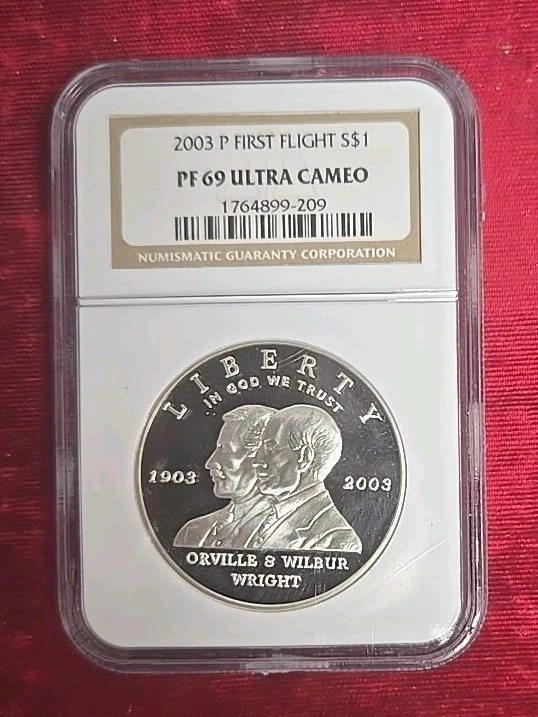 2003 P FIRST FLIGHT S$1
PF 69 ULTRA CAMEO
1764899-209
NUMISMATIC GUARANTY CORPORATION
LIBERTY
IN GOD WE TRUST
1903 2003
ORVILLE & WILBUR
WRIGHT